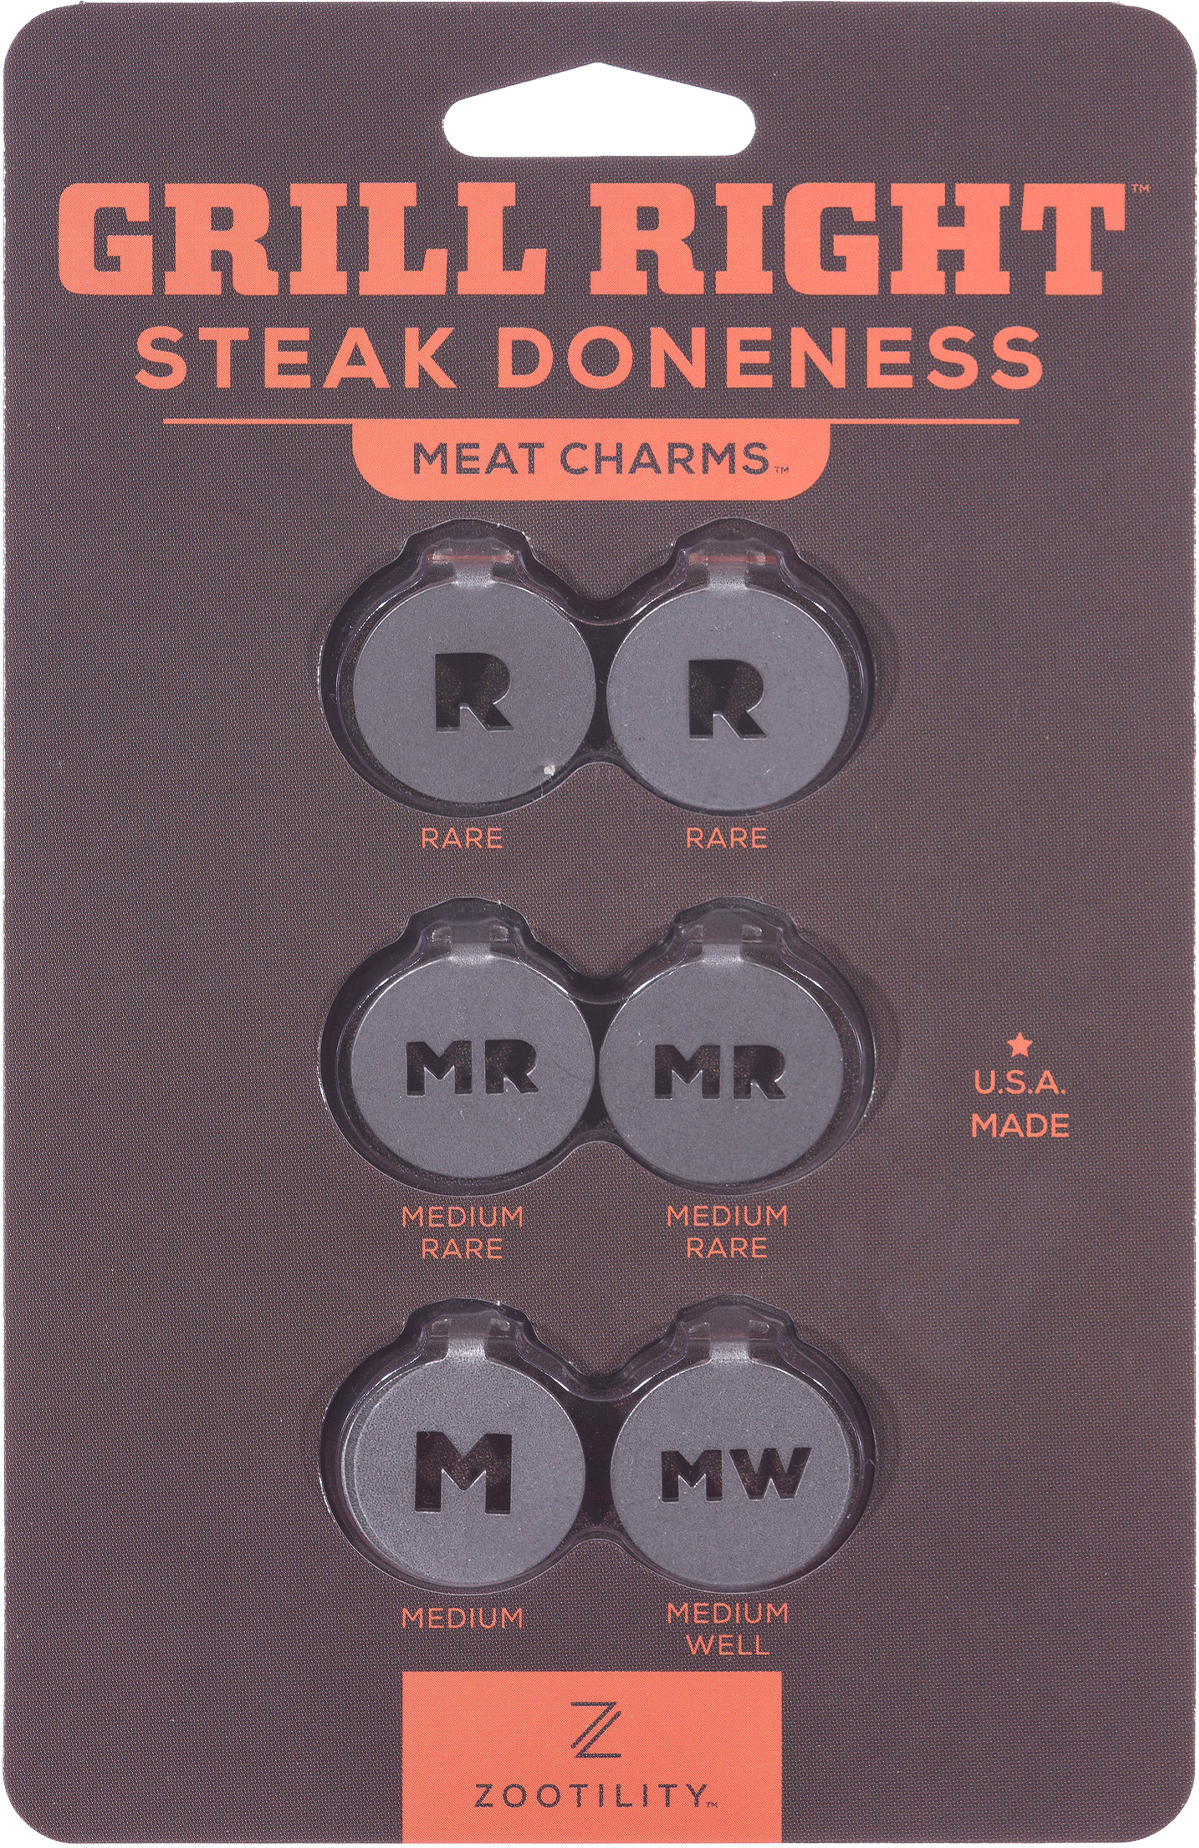 GRILL RIGHT™
STEAK DONENESS
MEAT CHARMS™
R R
RARE RARE
MR MR
MEDIUM MEDIUM
RARE RARE
U.S.A.
MADE
M MW
MEDIUM MEDIUM
WELL
Z
ZOOTILITY™